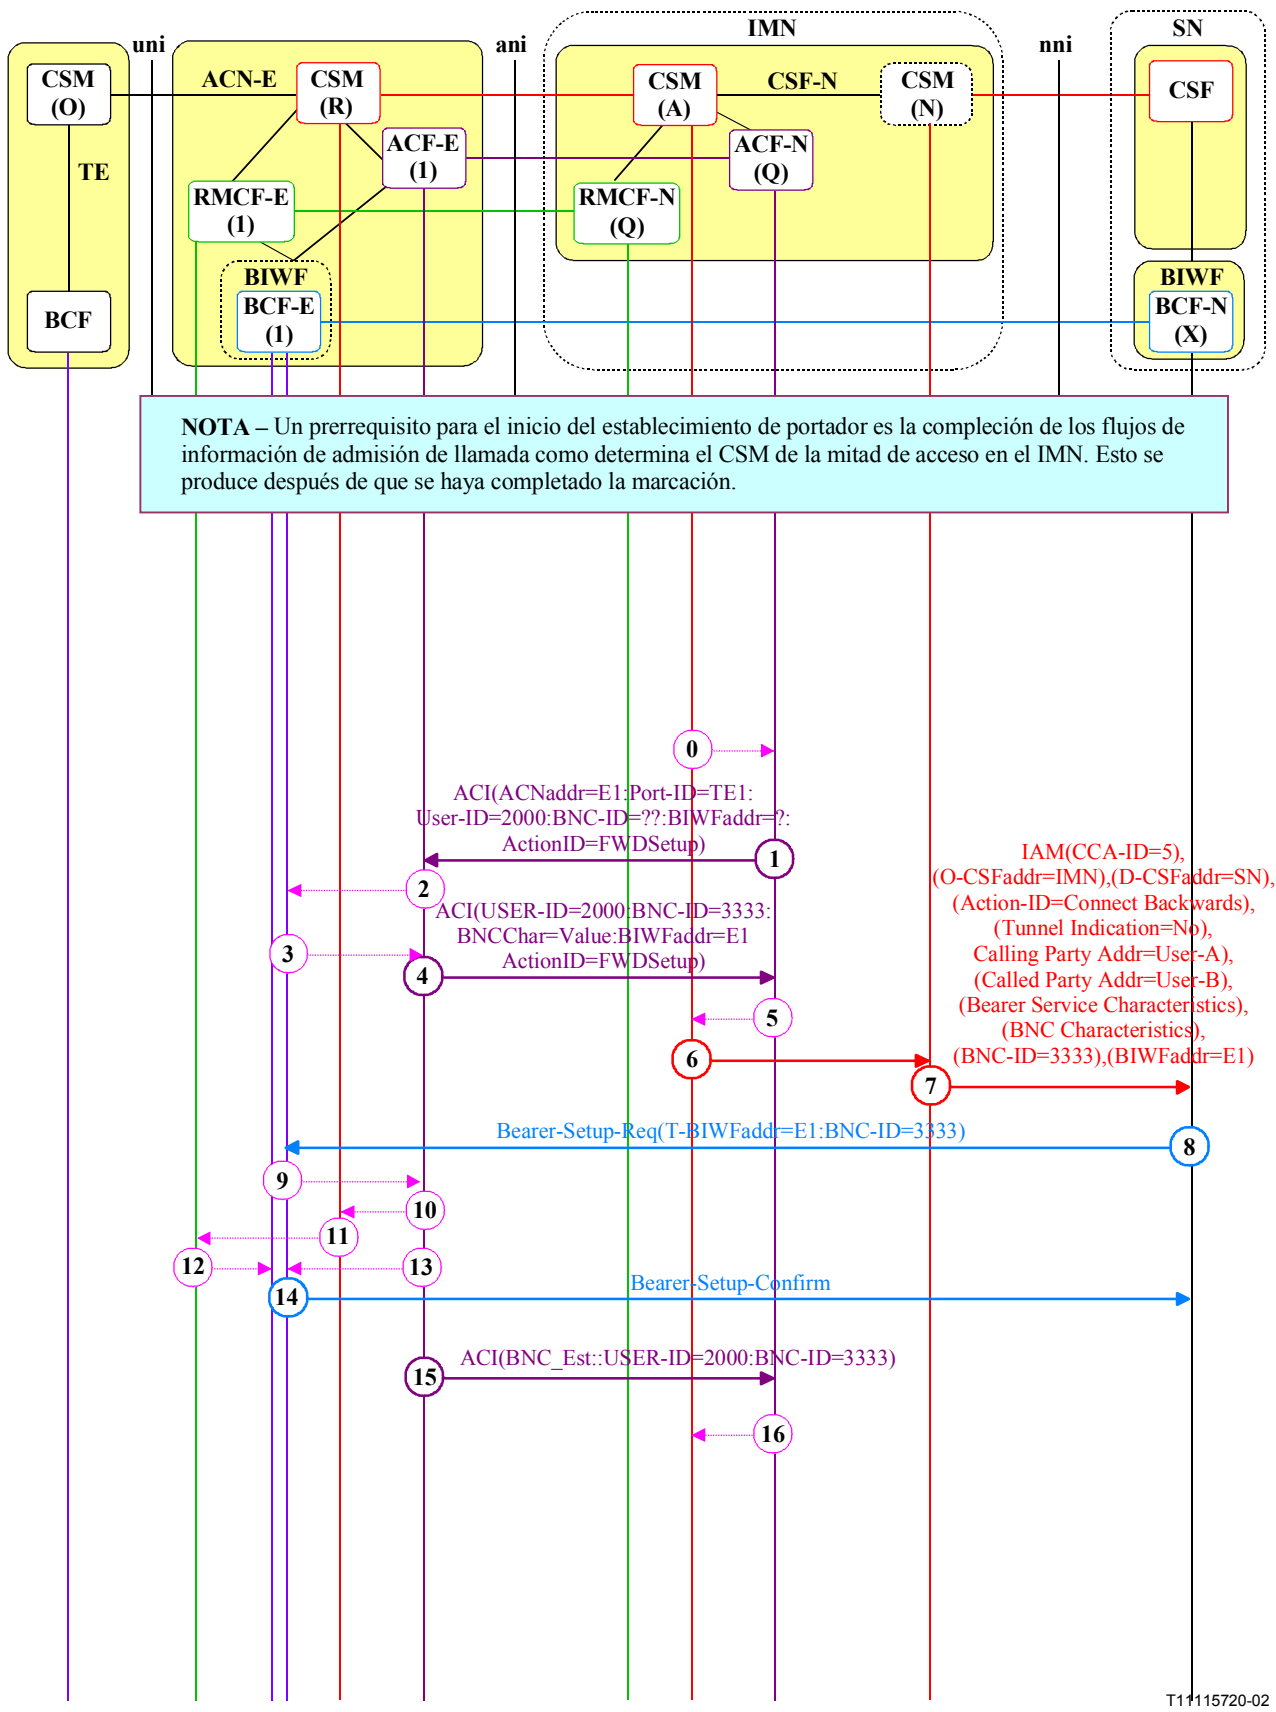 IMN
SN
uni
ani
nni
CSM
(O)
ACN-E
CSM
(R)
CSM
(A)
CSF-N
CSM
(N)
CSF
TE
ACF-E
(1)
ACF-N
(Q)
RMCF-E
(1)
RMCF-N
(Q)
BIWF
BIWF
BCF
BCF-E
(1)
BCF-N
(X)
NOTA – Un prerrequisito para el inicio del establecimiento de portador es la compleción de los flujos de
información de admisión de llamada como determina el CSM de la mitad de acceso en el IMN. Esto se
produce después de que se haya completado la marcación.
0
ACI(ACNaddr=E1:Port-ID=TE1:
User-ID=2000:BNC-ID=??:BIWFaddr=?:
ActionID=FWDSetup)
1
2
ACI(USER-ID=2000:BNC-ID=3333:
BNCChar=Value:BIWFaddr=E1
ActionID=FWDSetup)
3
4
5
IAM(CCA-ID=5),
(O-CSFaddr=IMN),(D-CSFaddr=SN),
(Action-ID=Connect Backwards),
(Tunnel Indication=No),
Calling Party Addr=User-A),
(Called Party Addr=User-B),
(Bearer Service Characteristics),
(BNC Characteristics),
(BNC-ID=3333),(BIWFaddr=E1)
6
7
Bearer-Setup-Req(T-BIWFaddr=E1:BNC-ID=3333)
8
9
10
11
12
13
Bearer-Setup-Confirm
14
ACI(BNC_Est::USER-ID=2000:BNC-ID=3333)
15
16
T11115720-02